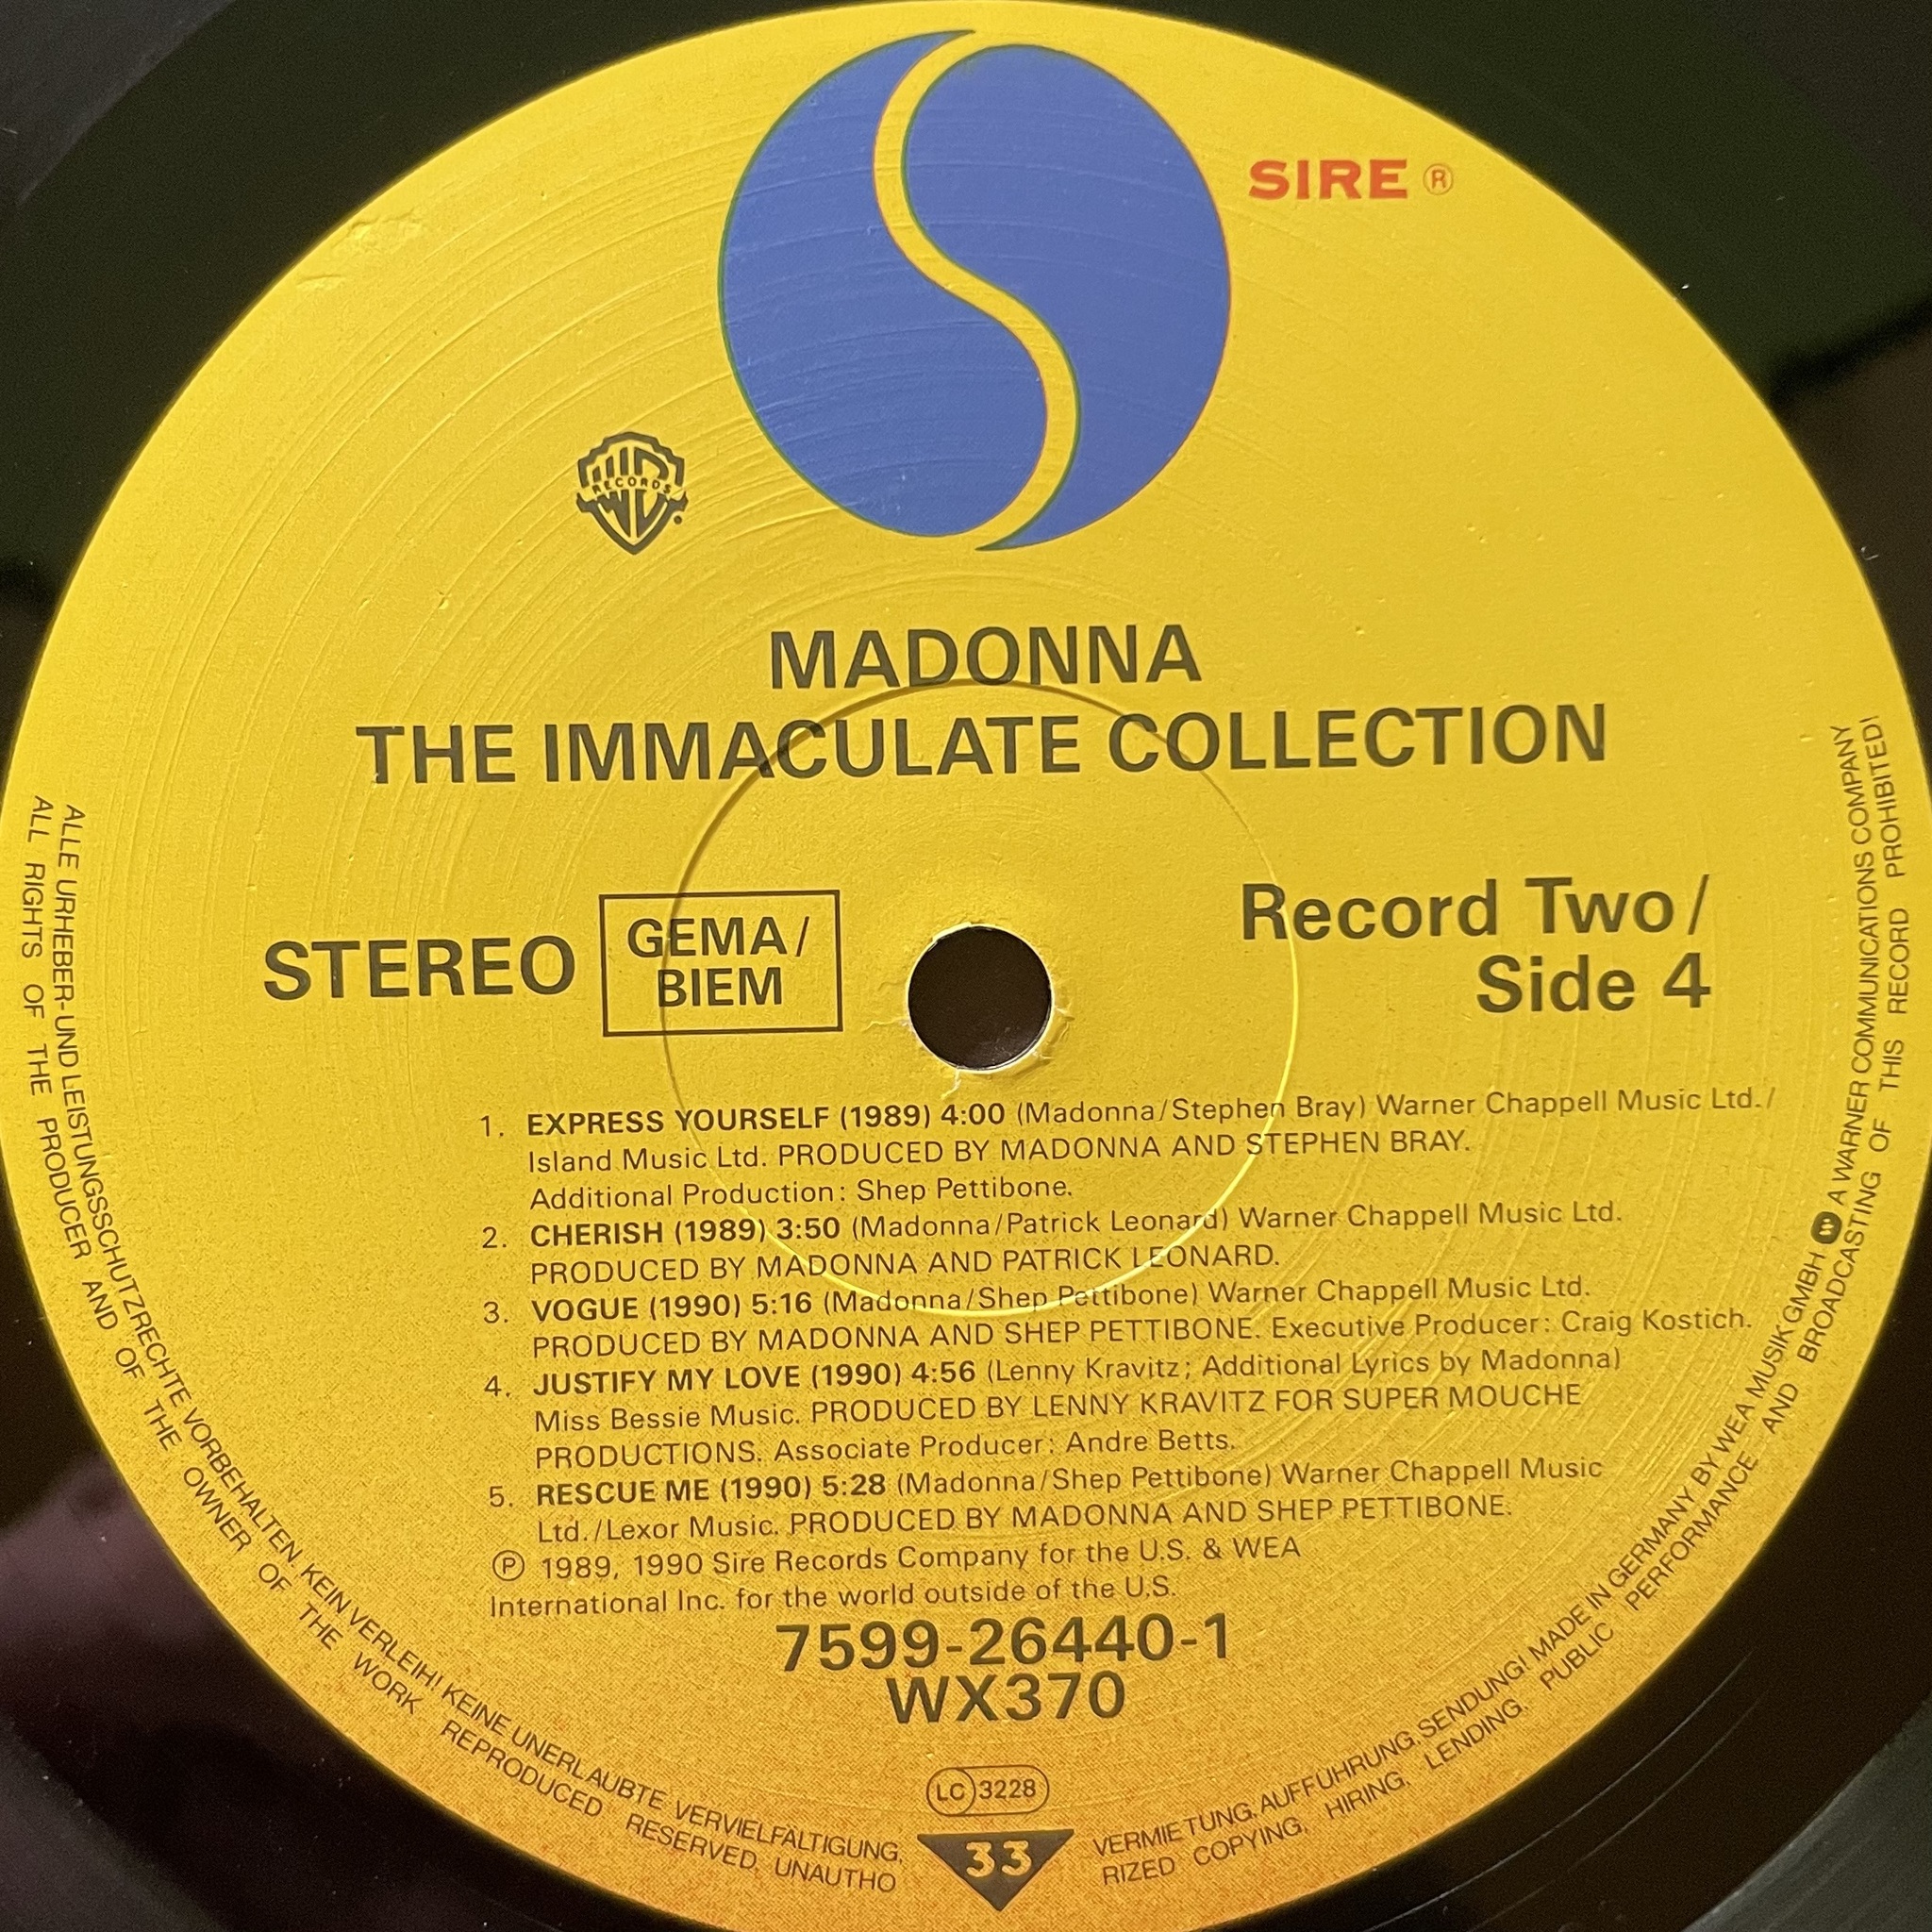 SIRE ®
WB RECORDS
MADONNA
THE IMMACULATE COLLECTION
STEREO
GEMA/
BIEM
Record Two/
Side 4
1. EXPRESS YOURSELF (1989) 4:00 (Madonna/Stephen Bray) Warner Chappell Music Ltd./
Island Music Ltd. PRODUCED BY MADONNA AND STEPHEN BRAY.
Additional Production: Shep Pettibone.
2. CHERISH (1989) 3:50 (Madonna/Patrick Leonard) Warner Chappell Music Ltd.
PRODUCED BY MADONNA AND PATRICK LEONARD.
3. VOGUE (1990) 5:16 (Madonna/Shep Pettibone) Warner Chappell Music Ltd.
PRODUCED BY MADONNA AND SHEP PETTIBONE. Executive Producer: Craig Kostich.
4. JUSTIFY MY LOVE (1990) 4:56 (Lenny Kravitz; Additional Lyrics by Madonna)
Miss Bessie Music. PRODUCED BY LENNY KRAVITZ FOR SUPER MOUCHE
PRODUCTIONS. Associate Producer: Andre Betts.
5. RESCUE ME (1990) 5:28 (Madonna/Shep Pettibone) Warner Chappell Music
Ltd./Lexor Music. PRODUCED BY MADONNA AND SHEP PETTIBONE.
Ⓟ 1989, 1990 Sire Records Company for the U.S. & WEA
International Inc. for the world outside of the U.S.
7599-26440-1
WX370
LC 3228
33
ALLE URHEBER- UND LEISTUNGSSCHUTZRECHTE VORBEHALTEN KEIN VERLEIH! KEINE UNERLAUBTE VERVIELFÄLTIGUNG, VERMIETUNG, AUFFÜHRUNG, SENDUNG! MADE IN GERMANY BY WEA MUSIK GMBH W A WARNER COMMUNICATIONS COMPANY
ALL RIGHTS OF THE PRODUCER AND OF THE OWNER OF THE WORK REPRODUCED RESERVED. UNAUTHORIZED COPYING, HIRING, LENDING, PUBLIC PERFORMANCE AND BROADCASTING OF THIS RECORD PROHIBITED!